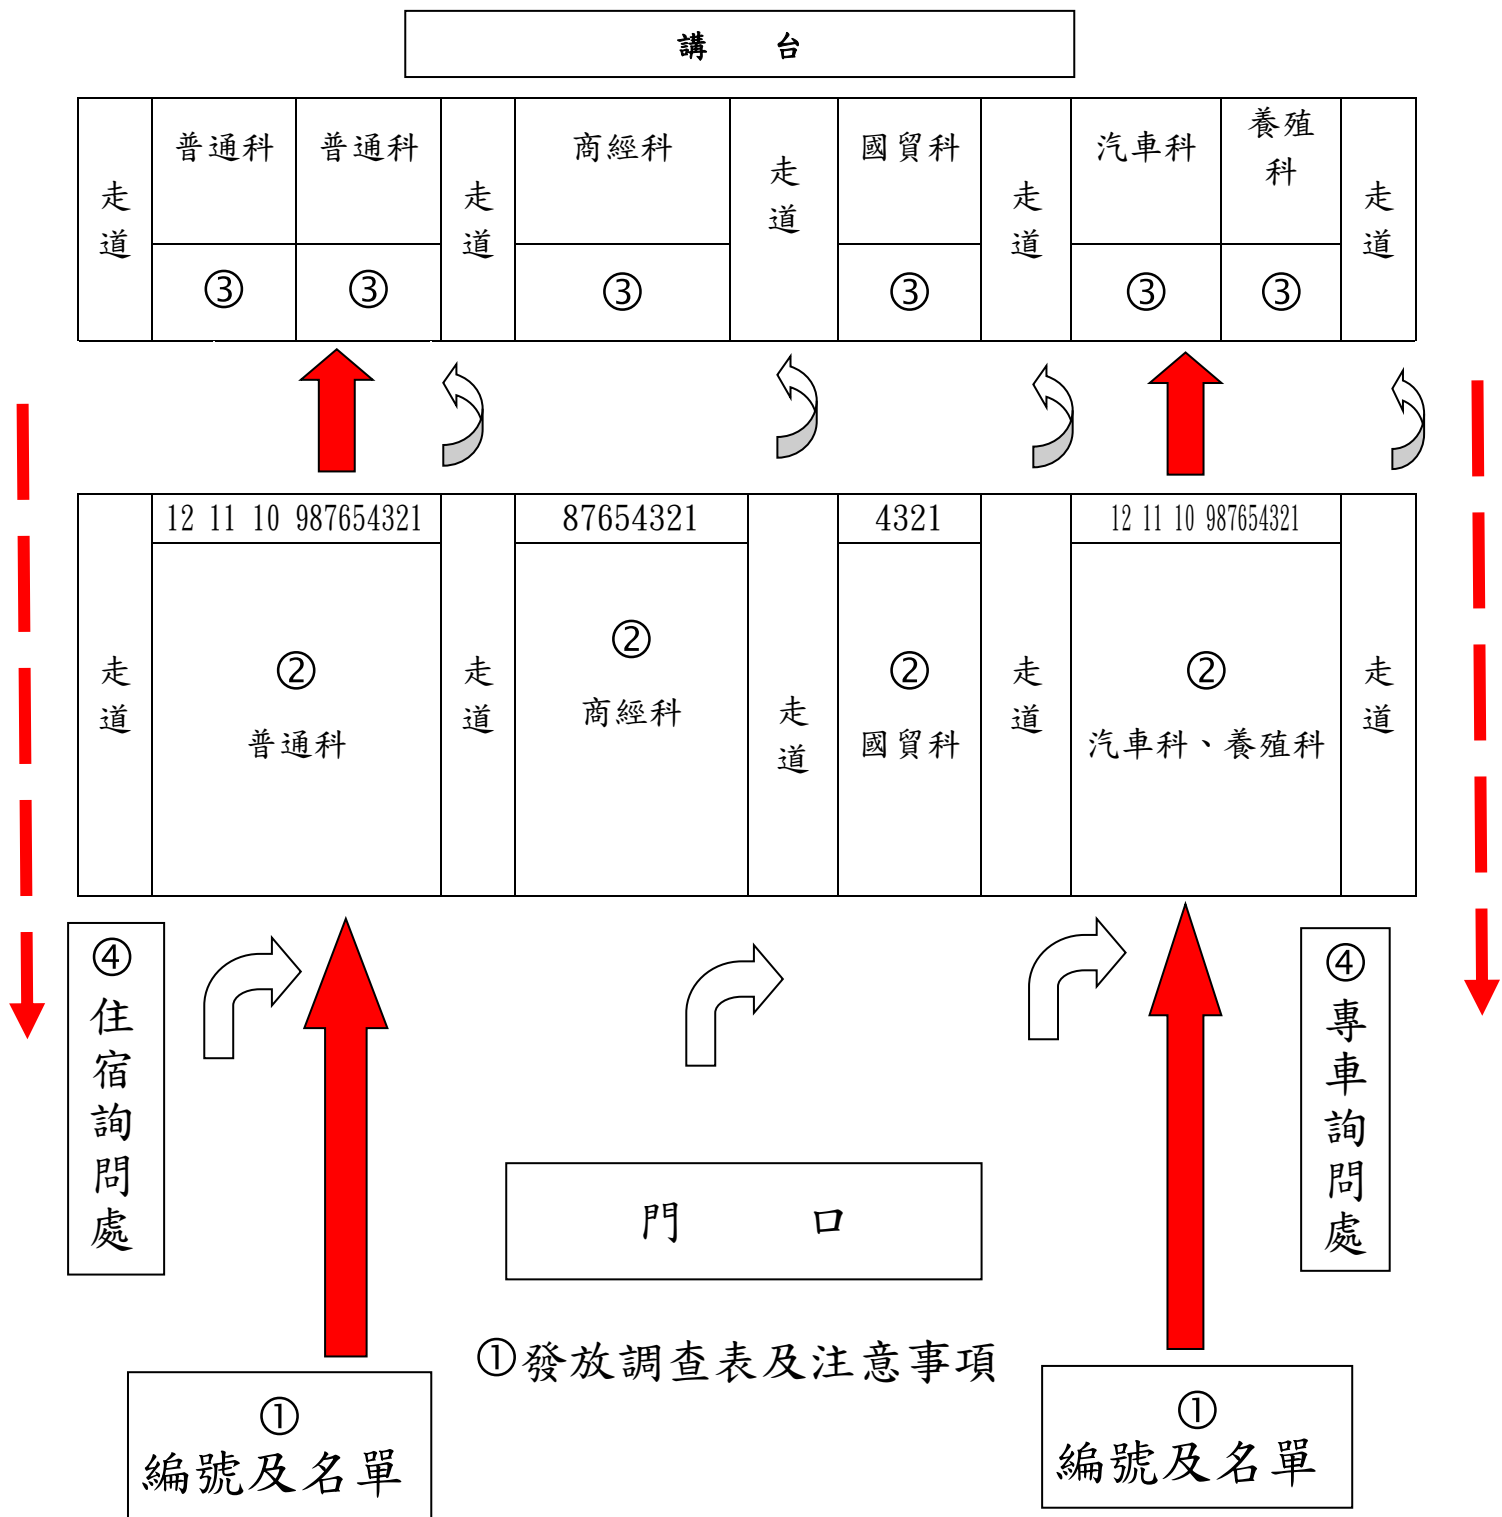 講 台
走道 普通科 普通科 走道 商經科 走道 國貿科 走道 汽車科 養殖科 走道
③ ③ ③ ③ ③ ③
12 11 10 987654321 87654321 4321 12 11 10 987654321
走道 ② 普通科 走道 ② 商經科 走道 ② 國貿科 走道 ② 汽車科、養殖科 走道
④住宿詢問處
④專車詢問處
門 口
①發放調查表及注意事項
①
編號及名單
①
編號及名單